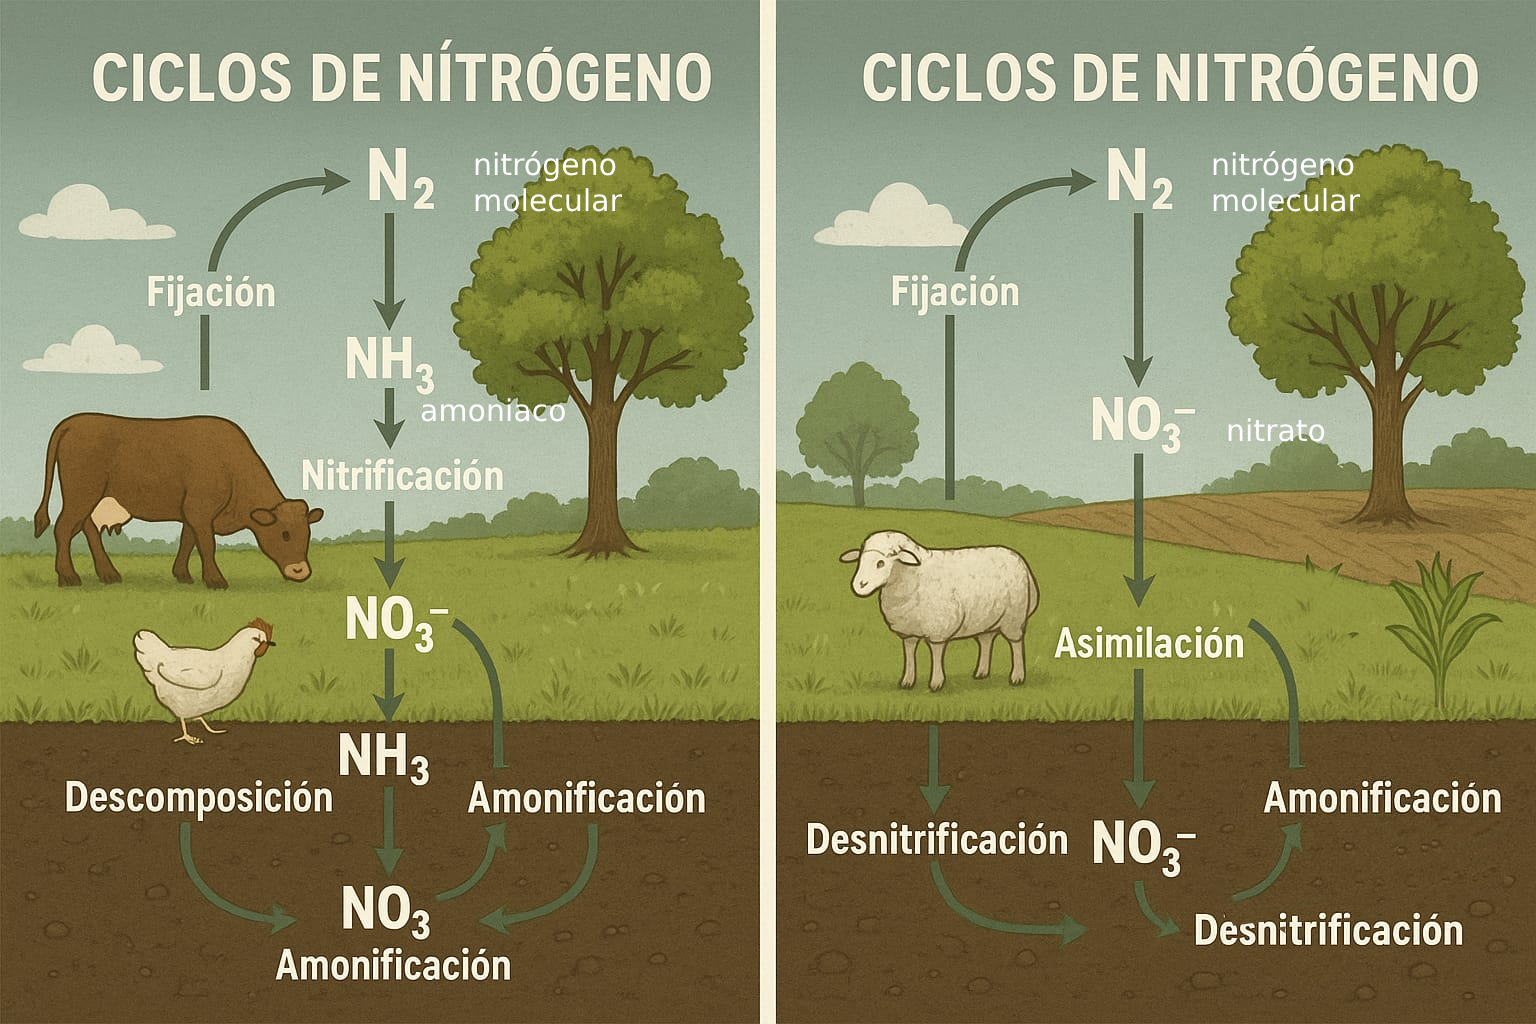 CICLOS DE NÍTRÓGENO
N₂
nitrógeno
molecular
Fijación
NH₃
amoniaco
Nitrificación
NO₃⁻
NH₃
Descomposición
Amonificación
NO₃
Amonificación
CICLOS DE NITRÓGENO
N₂
nitrógeno
molecular
Fijación
NO₃⁻
nitrato
Asimilación
Amonificación
Desnitrificación
NO₃⁻
Desnitrificación